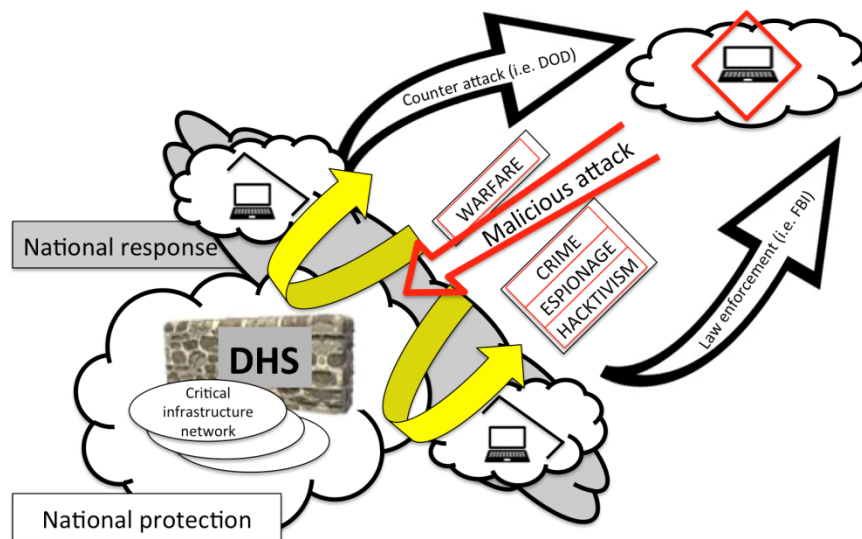 Counter attack (i.e. DOD)
WARFARE
Malicious attack
National response
CRIME
ESPIONAGE
HACKTIVISM
Law enforcement (i.e. FBI)
DHS
Critical
infrastructure
network
National protection